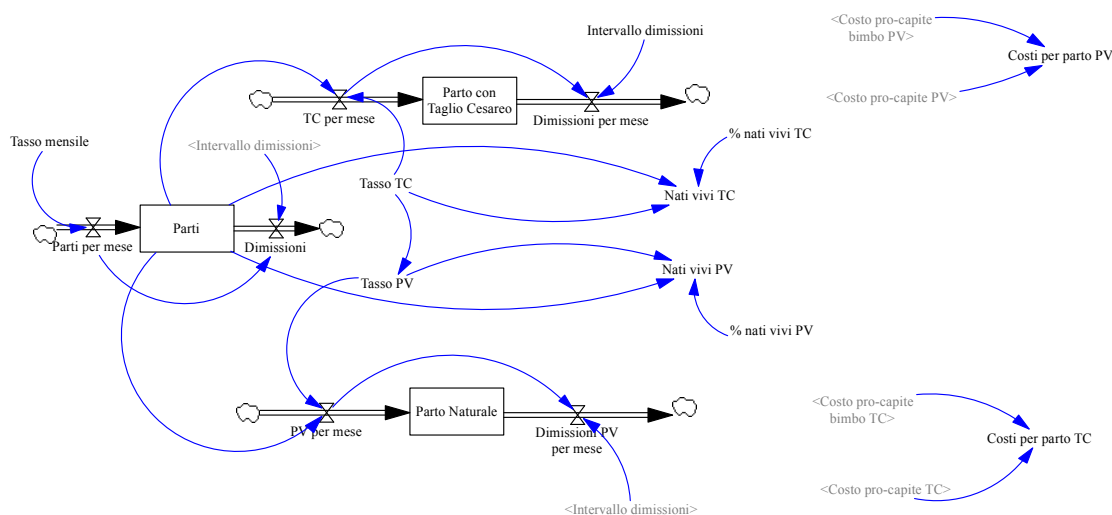 <Costo pro-capite
bimbo PV>
Intervallo dimissioni
Costi per parto PV
Parto con
Taglio Cesareo
<Costo pro-capite PV>
TC per mese
Dimissioni per mese
% nati vivi TC
Tasso mensile
<Intervallo dimissioni>
Tasso TC
Nati vivi TC
Parti
Parti per mese
Dimissioni
Nati vivi PV
Tasso PV
% nati vivi PV
<Costo pro-capite
bimbo TC>
Parto Naturale
PV per mese
Dimissioni PV
per mese
Costi per parto TC
<Costo pro-capite TC>
<Intervallo dimissioni>